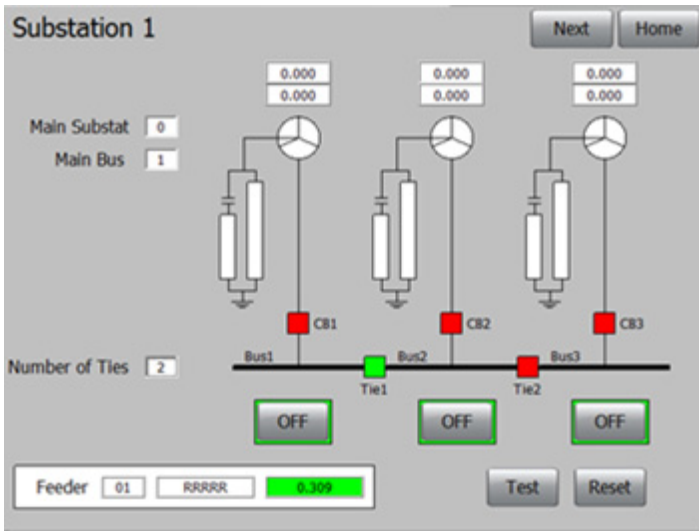 Substation 1
Next
Home
0.000
0.000
0.000
0.000
0.000
0.000
Main Substat 0
Main Bus 1
CB1
CB2
CB3
Number of Ties 2
Bus1
Bus2
Bus3
Tie1
Tie2
OFF
OFF
OFF
Feeder 01 RRRRR 0.309
Test
Reset